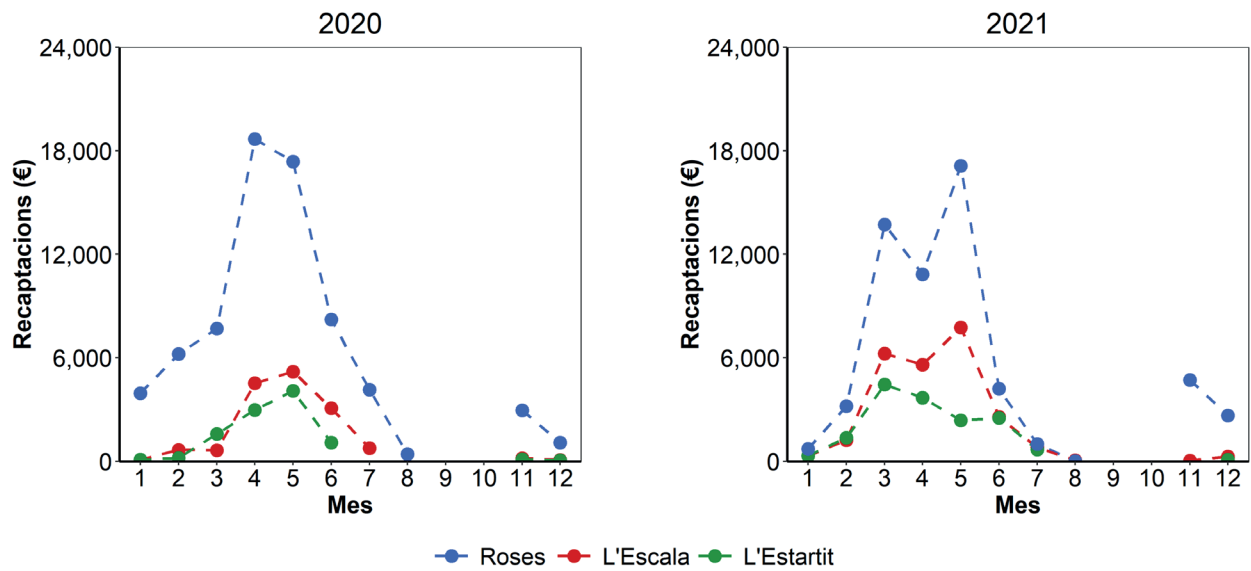 2020
24,000
18,000
12,000
6,000
0
Recaptacions (€)
1 2 3 4 5 6 7 8 9 10 11 12
Mes
2021
24,000
18,000
12,000
6,000
0
Recaptacions (€)
1 2 3 4 5 6 7 8 9 10 11 12
Mes
Roses L'Escala L'Estartit